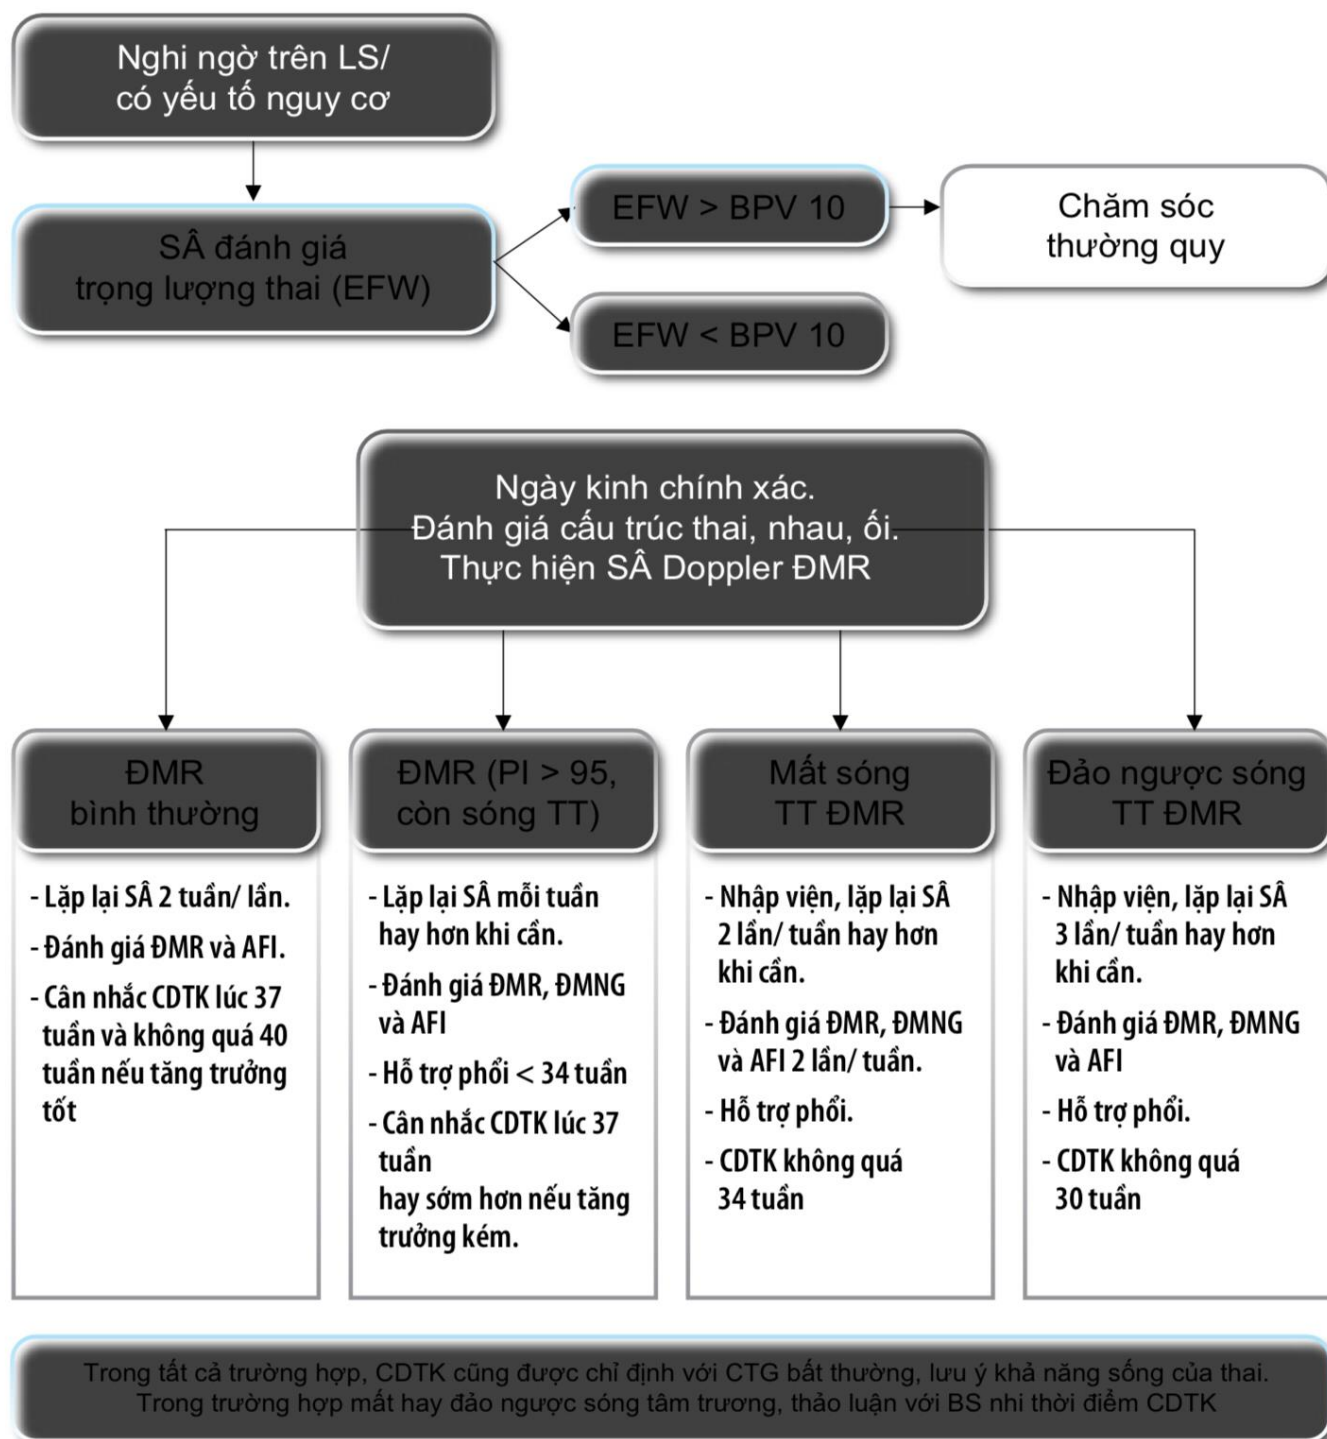 Nghi ngờ trên LS/
có yếu tố nguy cơ
SÂ đánh giá
trọng lượng thai (EFW)
EFW > BPV 10
Chăm sóc
thường quy
EFW < BPV 10
Ngày kinh chính xác.
Đánh giá cấu trúc thai, nhau, ối.
Thực hiện SÂ Doppler ĐMR
ĐMR
bình thường
- Lặp lại SÂ 2 tuần/ lần.
- Đánh giá ĐMR và AFI.
- Cân nhắc CDTK lúc 37
tuần và không quá 40
tuần nếu tăng trưởng
tốt
ĐMR (PI > 95,
còn sóng TT)
- Lặp lại SÂ mỗi tuần
hay hơn khi cần.
- Đánh giá ĐMR, ĐMNG
và AFI
- Hỗ trợ phổi < 34 tuần
- Cân nhắc CDTK lúc 37
tuần
hay sớm hơn nếu tăng
trưởng kém.
Mất sóng
TT ĐMR
- Nhập viện, lặp lại SÂ
2 lần/ tuần hay hơn
khi cần.
- Đánh giá ĐMR, ĐMNG
và AFI 2 lần/ tuần.
- Hỗ trợ phổi.
- CDTK không quá
34 tuần
Đảo ngược sóng
TT ĐMR
- Nhập viện, lặp lại SÂ
3 lần/ tuần hay hơn
khi cần.
- Đánh giá ĐMR, ĐMNG
và AFI
- Hỗ trợ phổi.
- CDTK không quá
30 tuần
Trong tất cả trường hợp, CDTK cũng được chỉ định với CTG bất thường, lưu ý khả năng sống của thai.
Trong trường hợp mất hay đảo ngược sóng tâm trương, thảo luận với BS nhi thời điểm CDTK